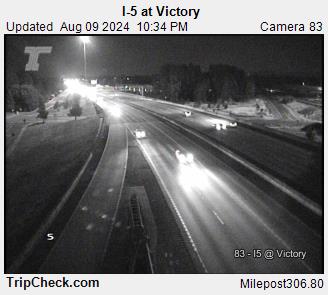 I-5 at Victory
Updated Aug 09 2024 10:34 PM Camera 83
T
S
83 - I5 @ Victory
TripCheck.com Milepost306.80